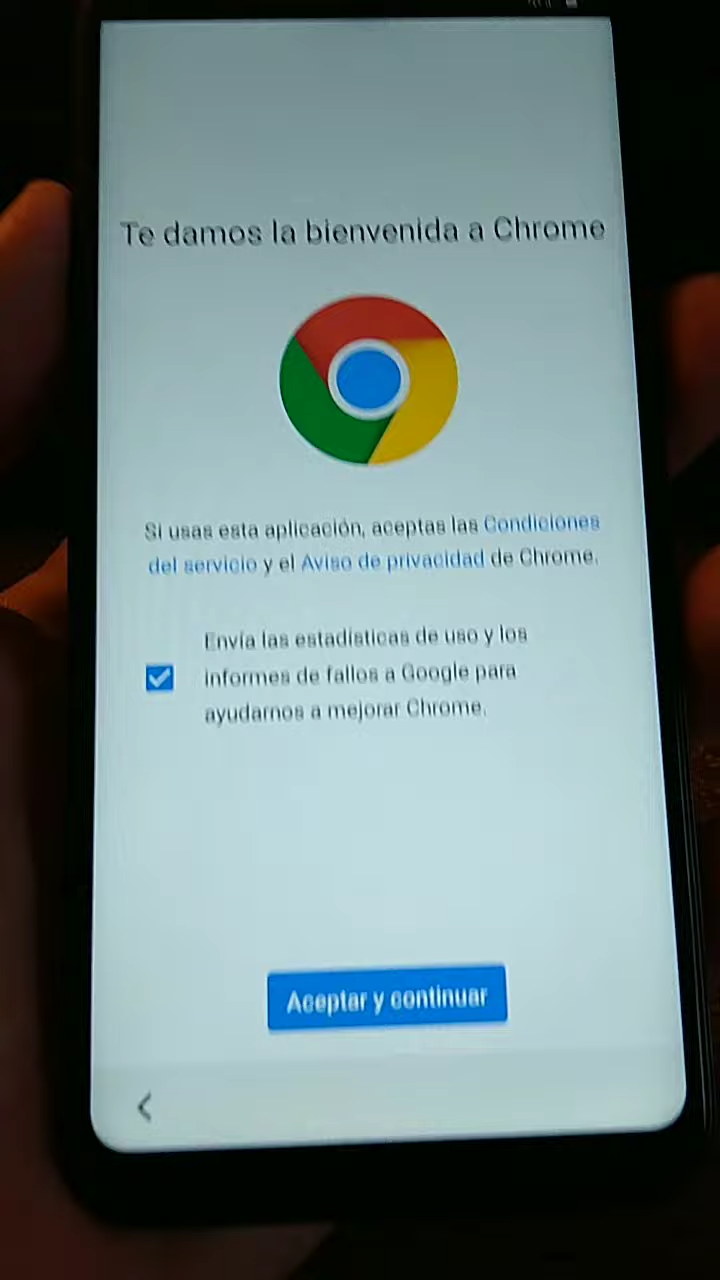 Te damos la bienvenida a Chrome
Si usas esta aplicación, aceptas las Condiciones
del servicio y el Aviso de privacidad de Chrome.
Envía las estadísticas de uso y los
informes de fallos a Google para
ayudarnos a mejorar Chrome.
Aceptar y continuar